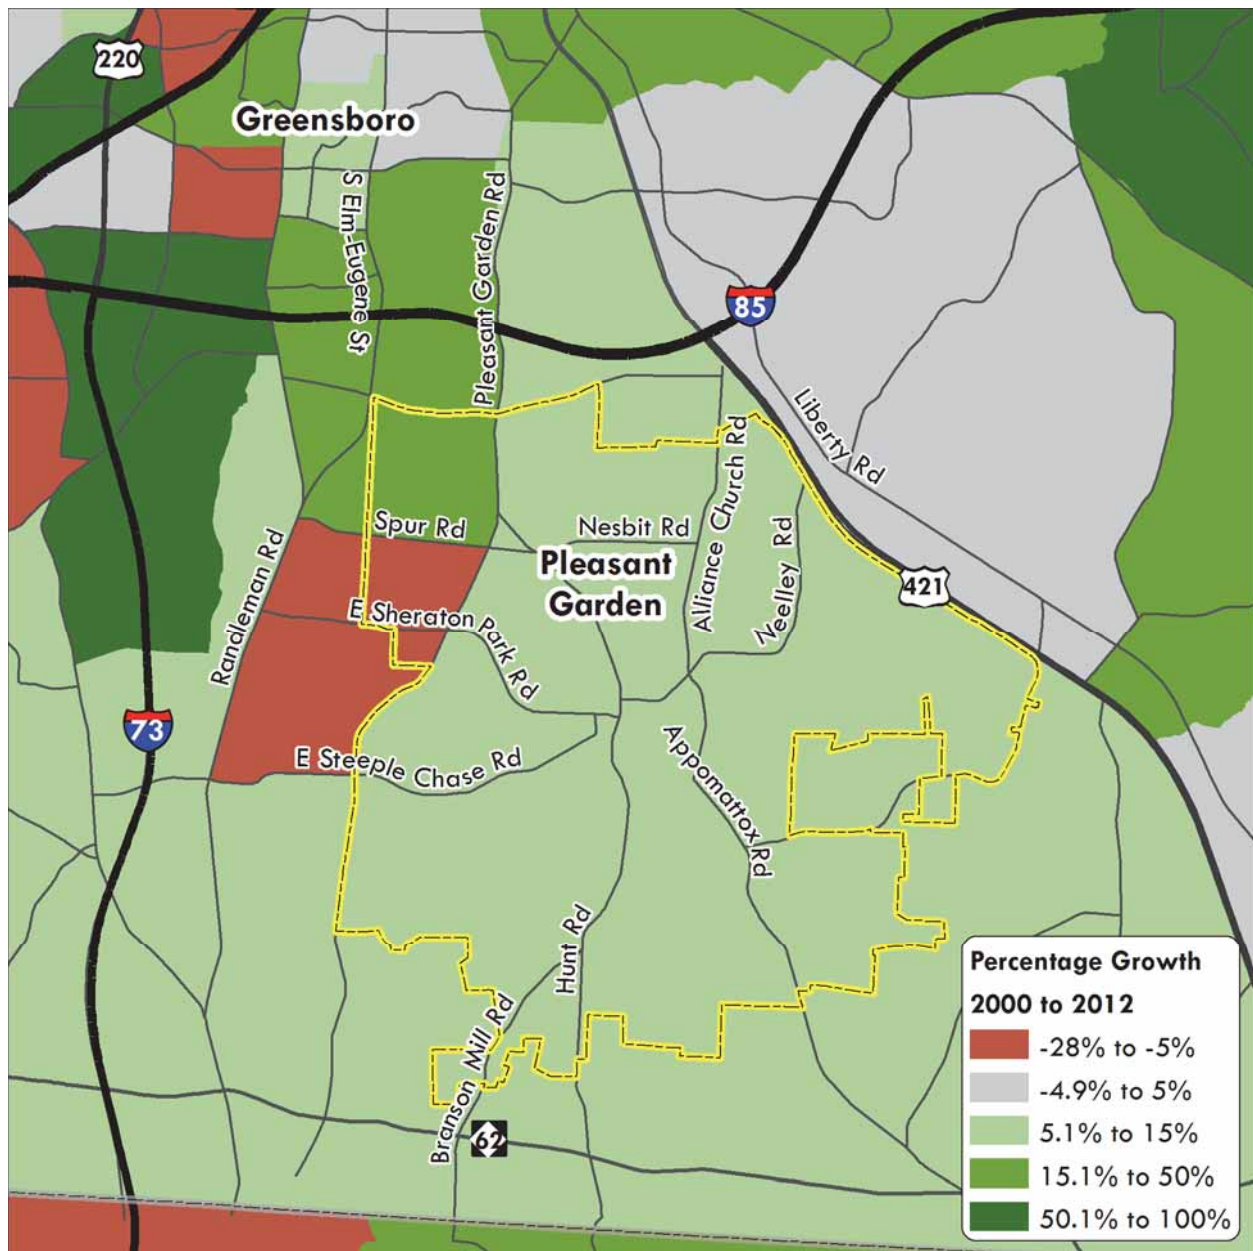 220
Greensboro
S Elm-Eugene St
Pleasant Garden Rd
85
Liberty Rd
Alliance Church Rd
Spur Rd
Nesbit Rd
Neelley Rd
Pleasant
Garden
421
Randleman Rd
E Sheraton Park Rd
73
E Steeple Chase Rd
Appomattox Rd
Hunt Rd
Branson Mill Rd
62
Percentage Growth
2000 to 2012
-28% to -5%
-4.9% to 5%
5.1% to 15%
15.1% to 50%
50.1% to 100%